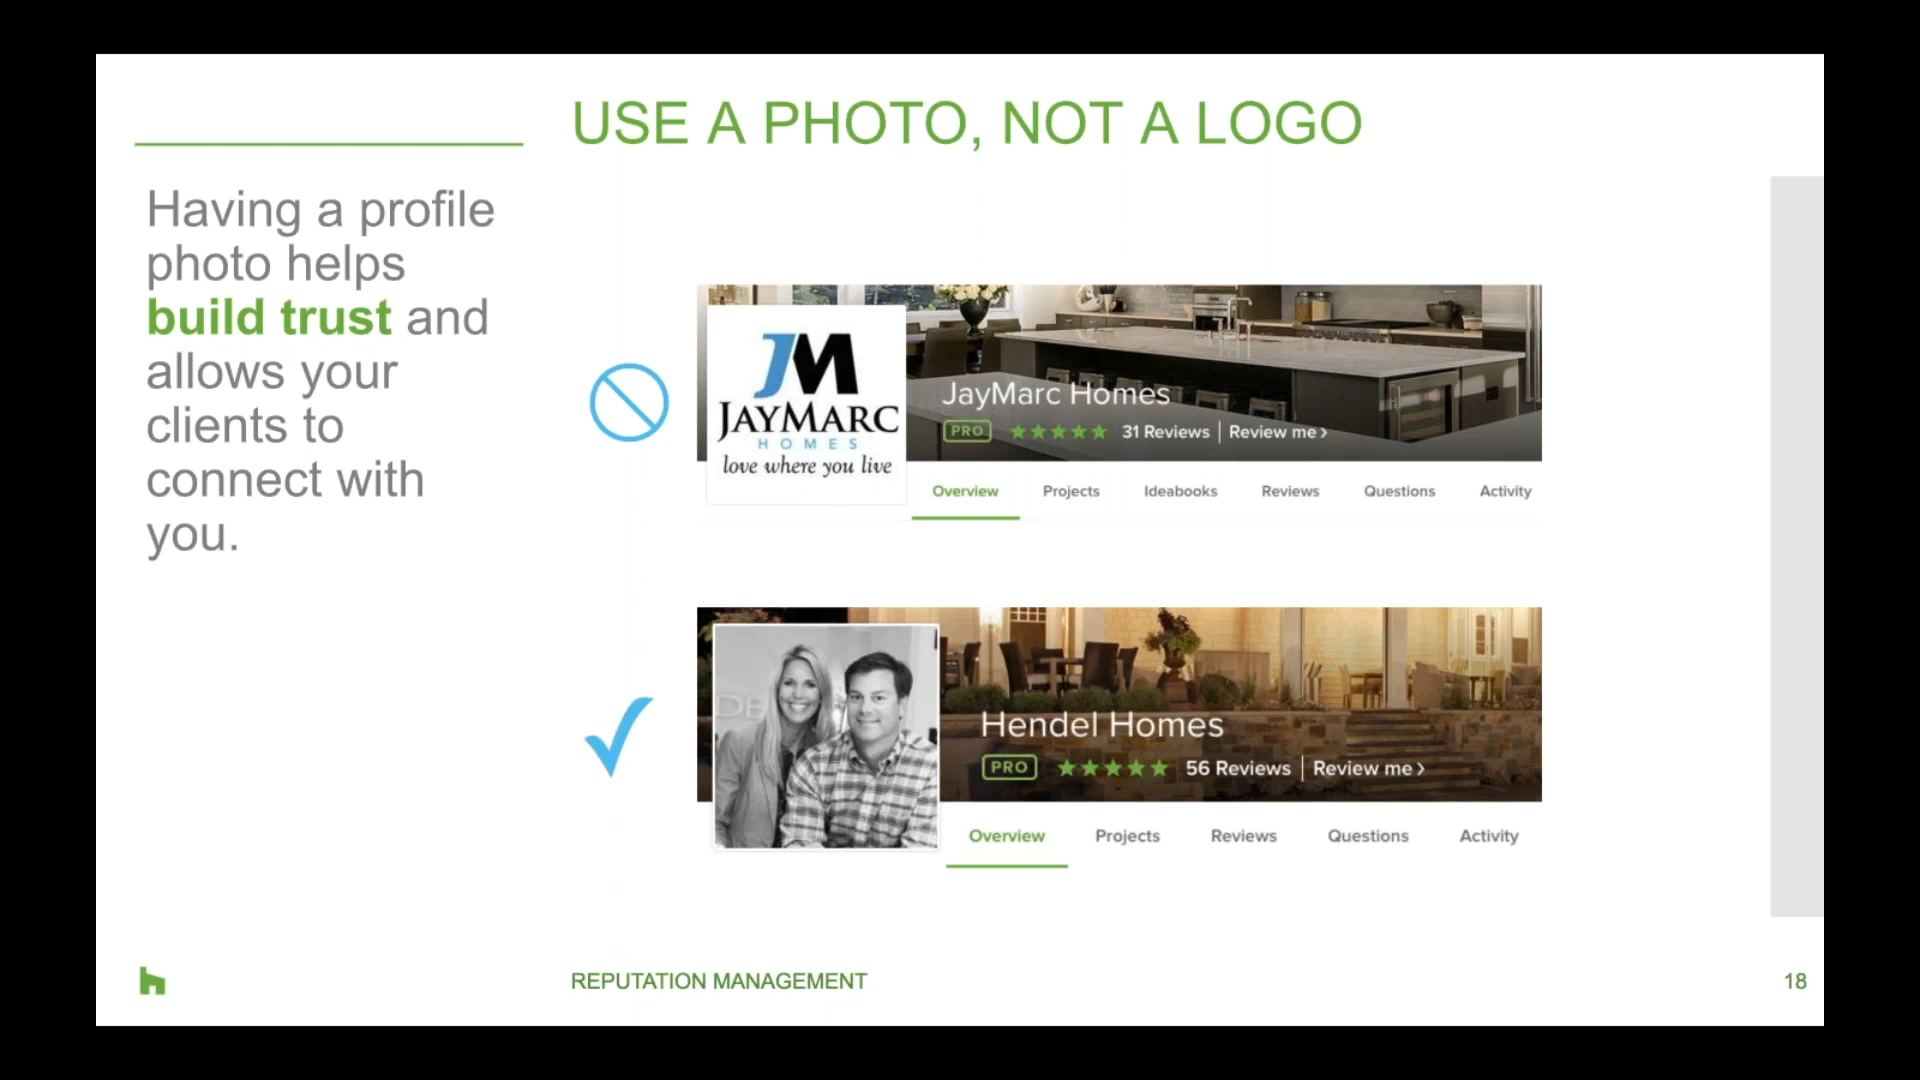 USE A PHOTO, NOT A LOGO
Having a profile
photo helps
build trust and
allows your
clients to
connect with
you.
JM
JAYMARC
HOMES
love where you live
JayMarc Homes
PRO 31 Reviews | Review me >
Overview Projects Ideabooks Reviews Questions Activity
DE
Hendel Homes
PRO 56 Reviews | Review me >
Overview Projects Reviews Questions Activity
REPUTATION MANAGEMENT
18